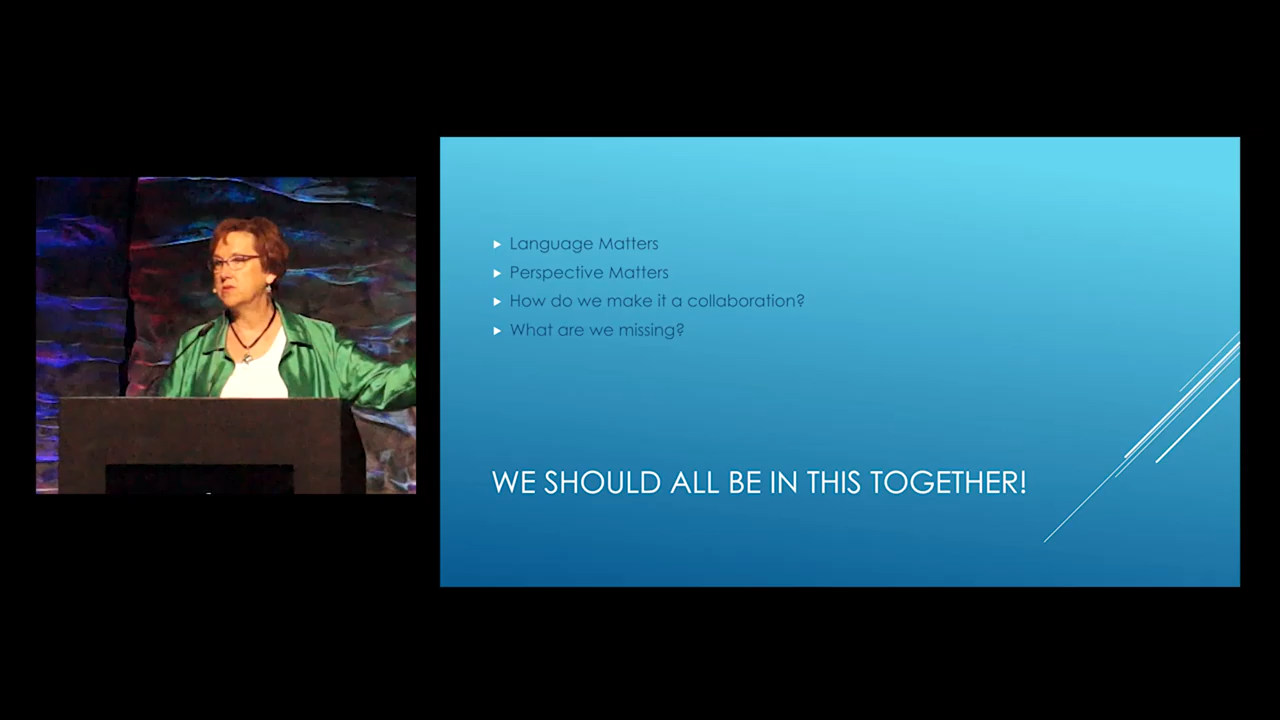 Language Matters
Perspective Matters
How do we make it a collaboration?
What are we missing?
WE SHOULD ALL BE IN THIS TOGETHER!